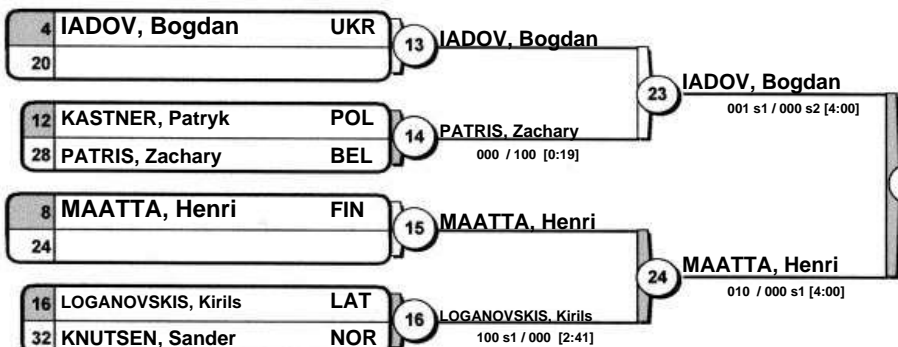 4 IADOV, Bogdan UKR
20
13
IADOV, Bogdan
12 KASTNER, Patryk POL
28 PATRIS, Zachary BEL
14
PATRIS, Zachary
000 / 100 [0:19]
23
IADOV, Bogdan
001 s1 / 000 s2 [4:00]
8 MAATTA, Henri FIN
24
15
MAATTA, Henri
16 LOGANOVSKIS, Kirils LAT
32 KNUTSEN, Sander NOR
16
LOGANOVSKIS, Kirils
100 s1 / 000 [2:41]
24
MAATTA, Henri
010 / 000 s1 [4:00]